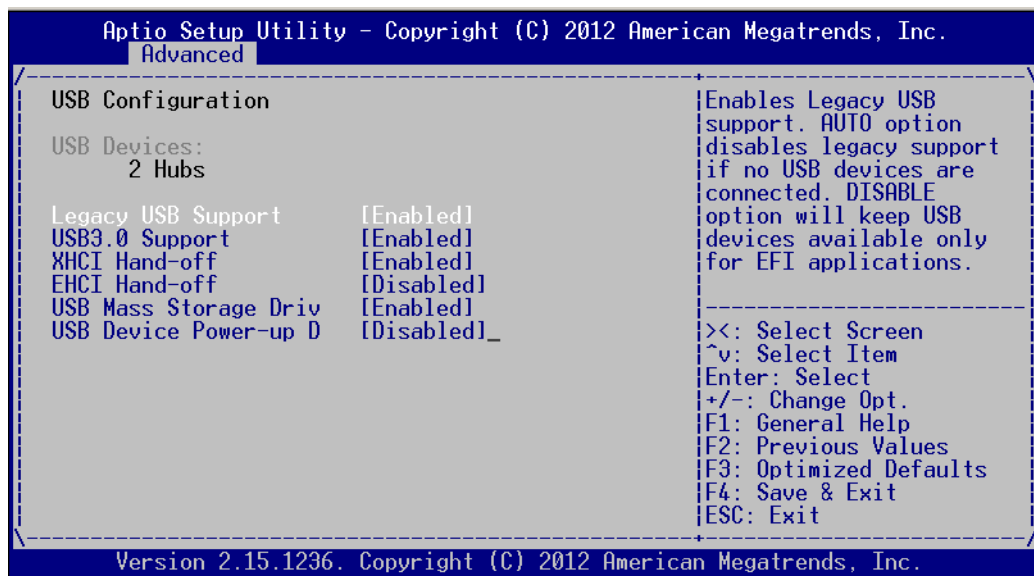 Aptio Setup Utility - Copyright (C) 2012 American Megatrends, Inc.
Advanced
USB Configuration
USB Devices:
2 Hubs
Legacy USB Support [Enabled]
USB3.0 Support [Enabled]
XHCI Hand-off [Enabled]
EHCI Hand-off [Disabled]
USB Mass Storage Driv [Enabled]
USB Device Power-up D [Disabled]_
Enables Legacy USB
support. AUTO option
disables legacy support
if no USB devices are
connected. DISABLE
option will keep USB
devices available only
for EFI applications.
><: Select Screen
^v: Select Item
Enter: Select
+/-: Change Opt.
F1: General Help
F2: Previous Values
F3: Optimized Defaults
F4: Save & Exit
ESC: Exit
Version 2.15.1236. Copyright (C) 2012 American Megatrends, Inc.